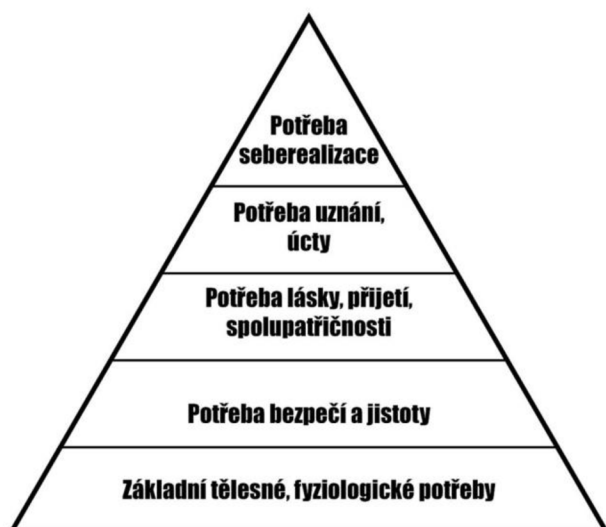 Potřeba
seberealizace
Potřeba uznání,
úcty
Potřeba lásky, přijetí,
spolupatřičnosti
Potřeba bezpečí a jistoty
Základní tělesné, fyziologické potřeby